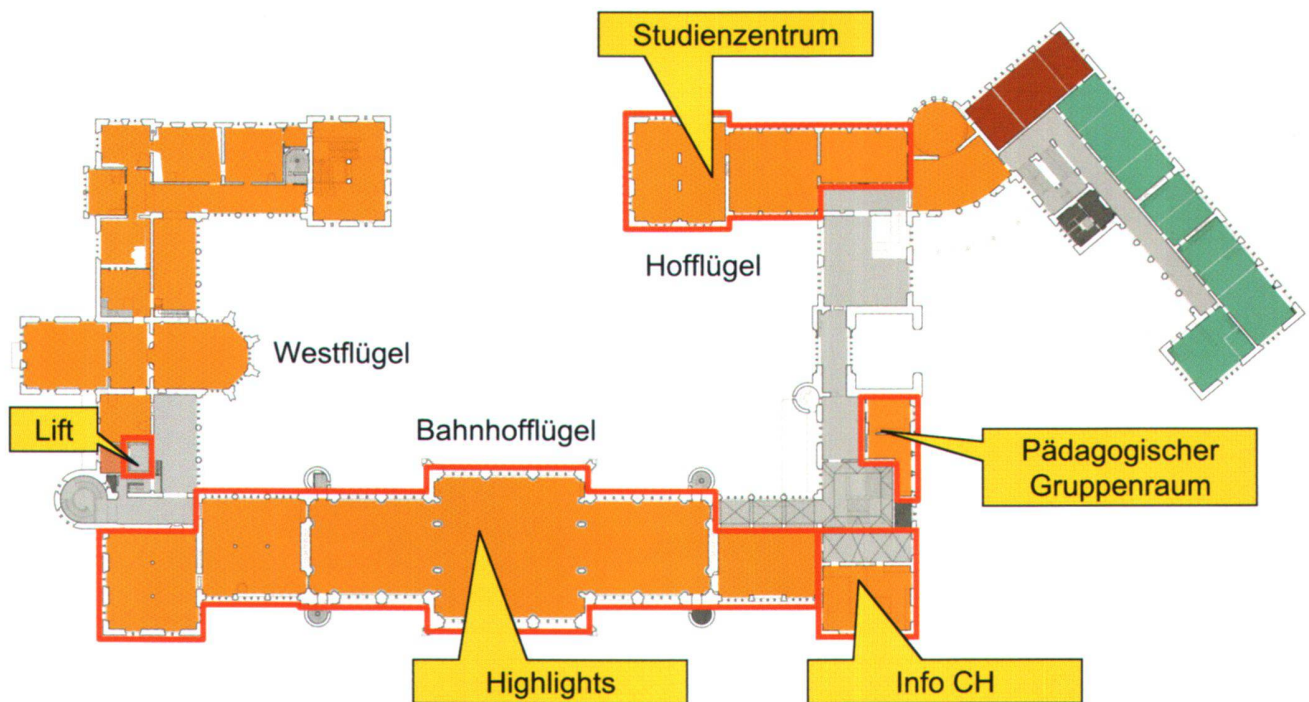 Studienzentrum
Hofflügel
Westflügel
Lift
Bahnhofflügel
Pädagogischer
Gruppenraum
Highlights
Info CH